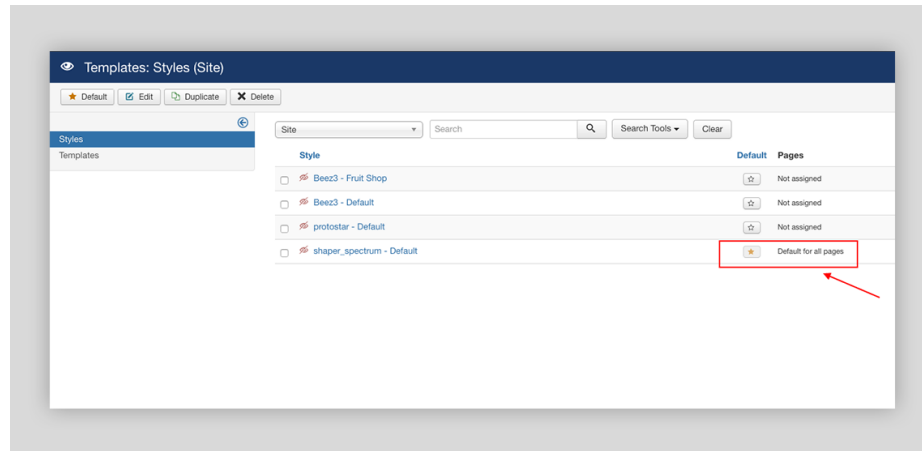 Templates: Styles (Site)
Default Edit Duplicate Delete
Site Search Search Tools Clear
Styles
Templates
Style Default Pages
Beez3 - Fruit Shop Not assigned
Beez3 - Default Not assigned
protostar - Default Not assigned
shaper_spectrum - Default Default for all pages